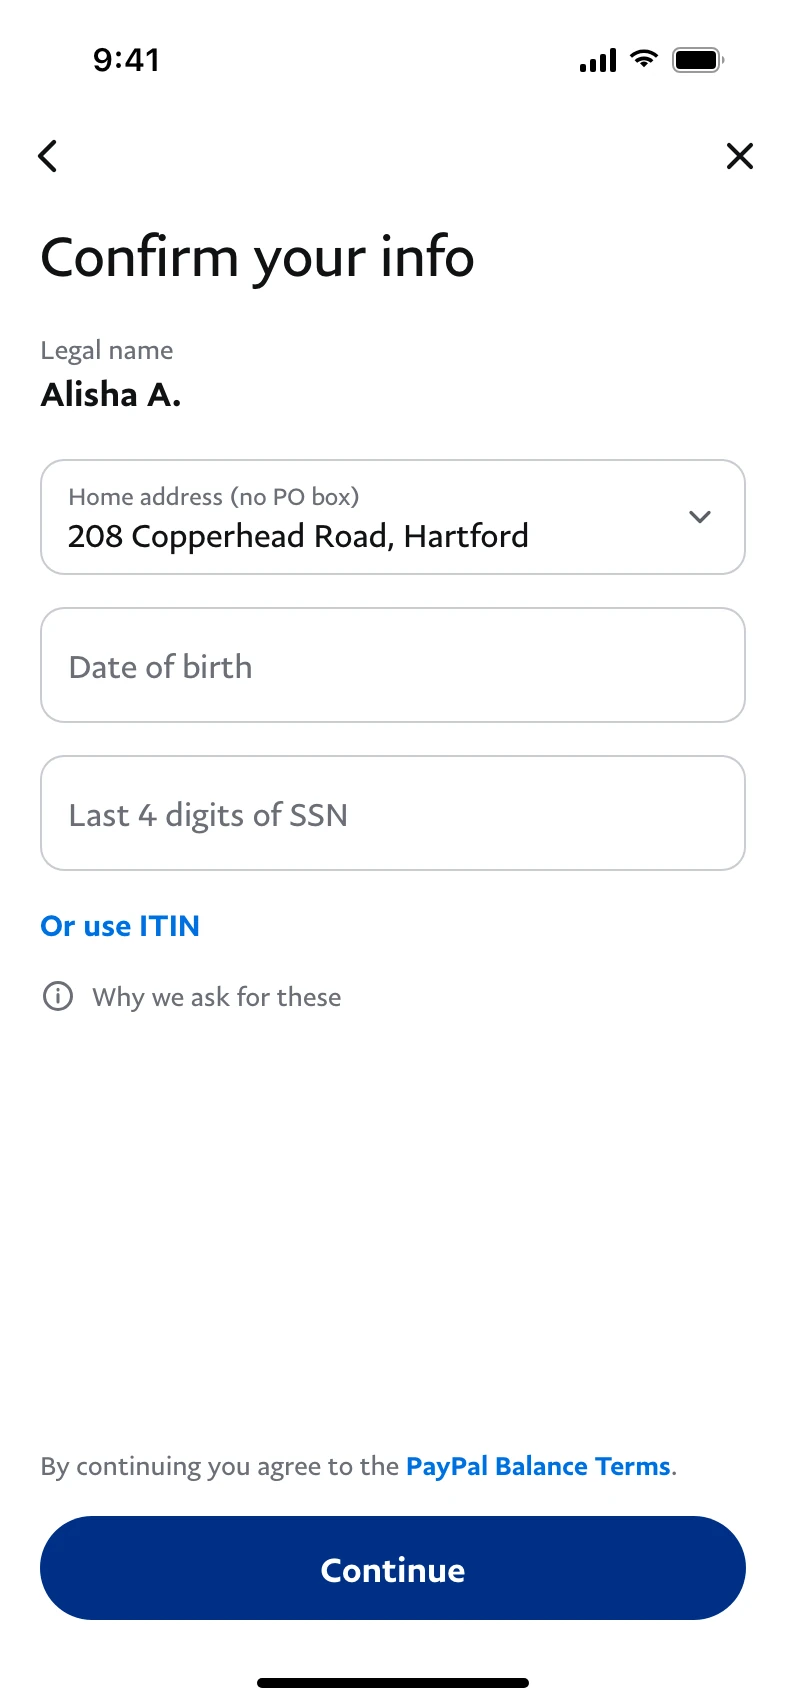 9:41
Confirm your info
Legal name
Alisha A.
Home address (no PO box)
208 Copperhead Road, Hartford
Date of birth
Last 4 digits of SSN
Or use ITIN
Why we ask for these
By continuing you agree to the PayPal Balance Terms.
Continue